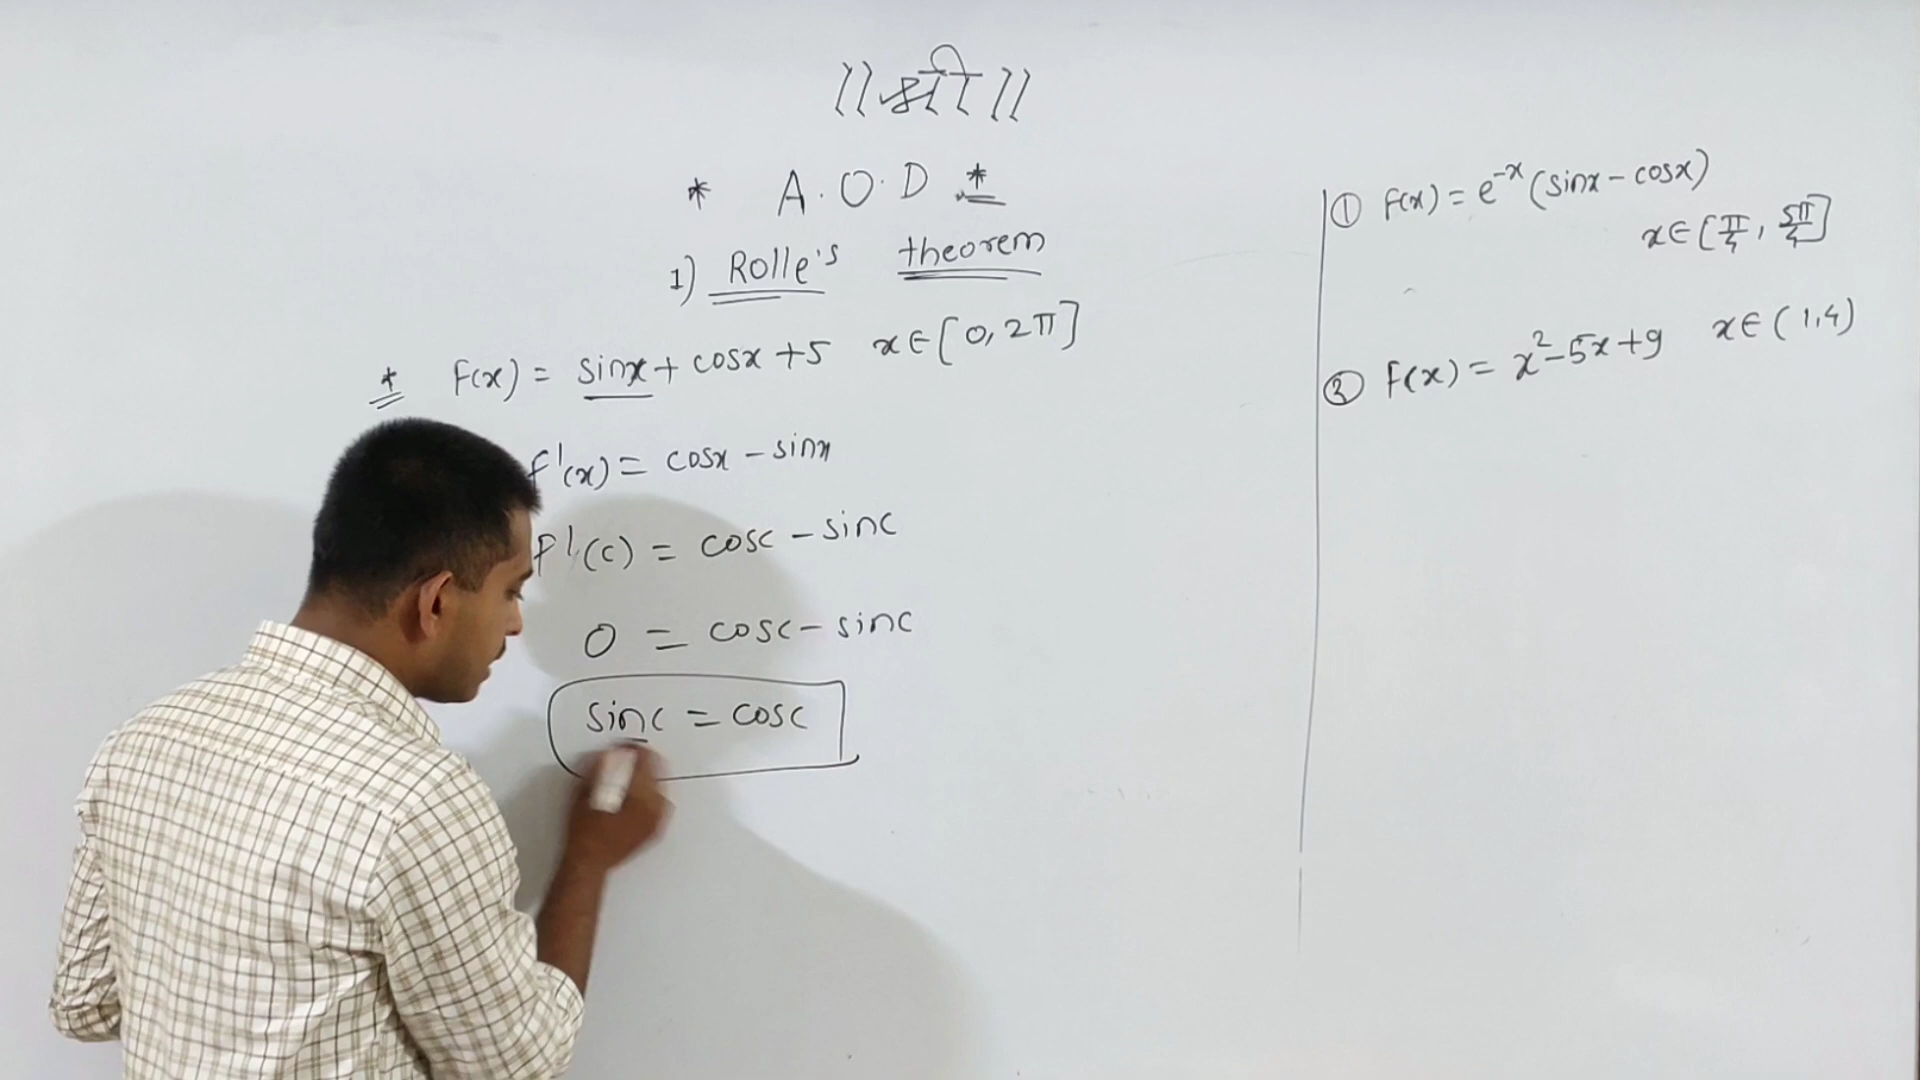 ॥ श्री ॥
* A.O.D *
1) Rolle's theorem
* f(x) = sinx + cosx + 5 x ∈ [0, 2π]
f'(x) = cosx - sinx
f'(c) = cosc - sinc
0 = cosc - sinc
sinc = cosc
① f(x) = e^-x (sinx - cosx)
x ∈ [π/4, 5π/4]
② f(x) = x² - 5x + 9 x ∈ (1,4)